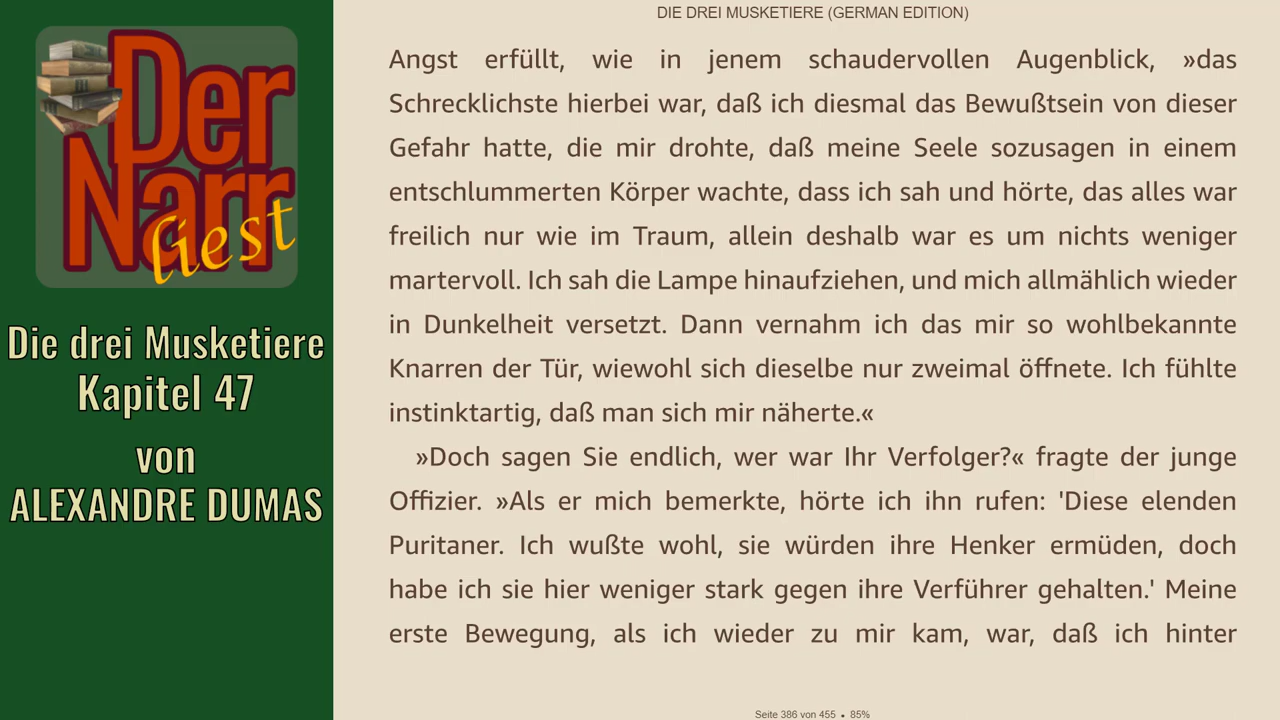 Der
Narr
liest
Die drei Musketiere
Kapitel 47
von
ALEXANDRE DUMAS
DIE DREI MUSKETIERE (GERMAN EDITION)
Angst erfüllt, wie in jenem schaudervollen Augenblick, »das
Schrecklichste hierbei war, daß ich diesmal das Bewußtsein von dieser
Gefahr hatte, die mir drohte, daß meine Seele sozusagen in einem
entschlummerten Körper wachte, dass ich sah und hörte, das alles war
freilich nur wie im Traum, allein deshalb war es um nichts weniger
martervoll. Ich sah die Lampe hinaufziehen, und mich allmählich wieder
in Dunkelheit versetzt. Dann vernahm ich das mir so wohlbekannte
Knarren der Tür, wiewohl sich dieselbe nur zweimal öffnete. Ich fühlte
instinktartig, daß man sich mir näherte.«
»Doch sagen Sie endlich, wer war Ihr Verfolger?« fragte der junge
Offizier. »Als er mich bemerkte, hörte ich ihn rufen: 'Diese elenden
Puritaner. Ich wußte wohl, sie würden ihre Henker ermüden, doch
habe ich sie hier weniger stark gegen ihre Verführer gehalten.' Meine
erste Bewegung, als ich wieder zu mir kam, war, daß ich hinter
Seite 386 von 455 • 85%